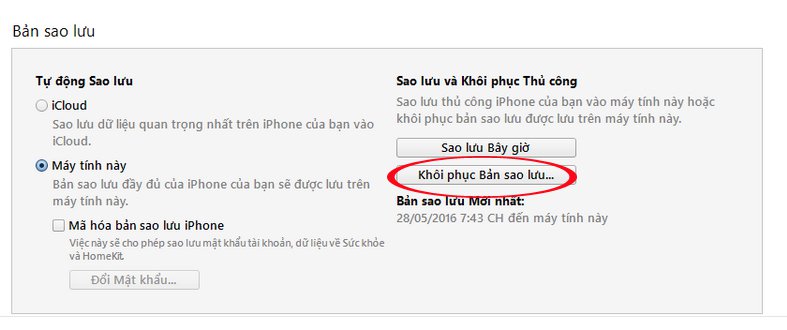 Bản sao lưu
Tự động Sao lưu
iCloud
Sao lưu dữ liệu quan trọng nhất trên iPhone của bạn vào
iCloud.
Máy tính này
Bản sao lưu đầy đủ của iPhone của bạn sẽ được lưu trên
máy tính này.
Mã hóa bản sao lưu iPhone
Việc này sẽ cho phép sao lưu mật khẩu tài khoản, dữ liệu về Sức khỏe
và HomeKit.
Đổi Mật khẩu...
Sao lưu và Khôi phục Thủ công
Sao lưu thủ công iPhone của bạn vào máy tính này hoặc
khôi phục bản sao lưu được lưu trên máy tính này.
Sao lưu Bây giờ
Khôi phục Bản sao lưu...
Bản sao lưu Mới nhất:
28/05/2016 7:43 CH đến máy tính này